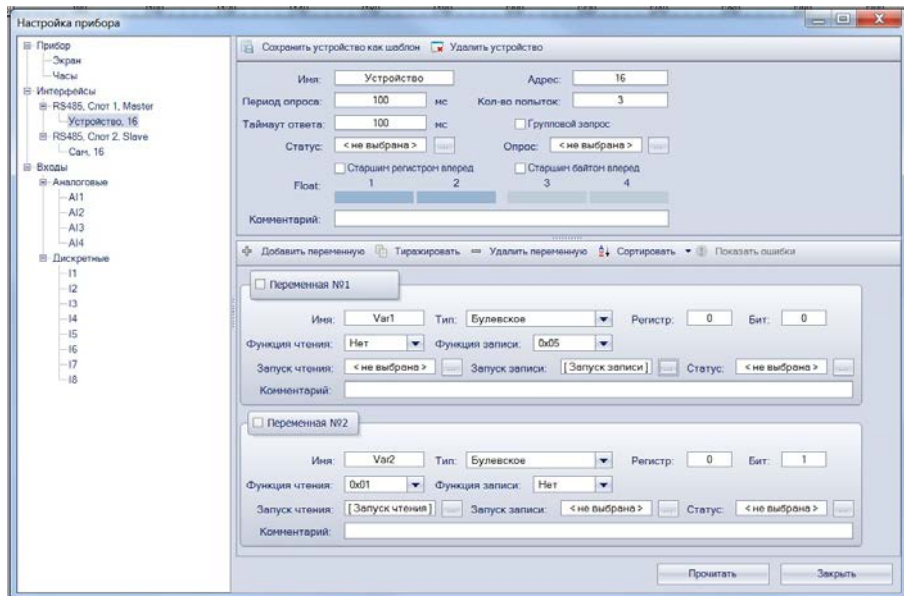 Настройка прибора
Прибор
Экран
Часы
Интерфейсы
RS485, Слот 1, Master
Устройство, 16
RS485, Слот 2, Slave
Сам, 16
Входы
Аналоговые
AI1
AI2
AI3
AI4
Дискретные
I1
I2
I3
I4
I5
I6
I7
I8
Сохранить устройство как шаблон Удалить устройство
Имя: Устройство Адрес: 16
Период опроса: 100 мс Кол-во попыток: 3
Таймаут ответа: 100 мс Групповой запрос
Статус: <не выбрана> ... Опрос: <не выбрана> ...
Старшим регистром вперед Старшим байтом вперед
Float: 1 2 3 4
Комментарий:
Добавить переменную Тиражировать Удалить переменную Сортировать Показать ошибки
Переменная №1
Имя: Var1 Тип: Булевское Регистр: 0 Бит: 0
Функция чтения: Нет Функция записи: 0x05
Запуск чтения: <не выбрана> ... Запуск записи: [Запуск записи] ... Статус: <не выбрана> ...
Комментарий:
Переменная №2
Имя: Var2 Тип: Булевское Регистр: 0 Бит: 1
Функция чтения: 0x01 Функция записи: Нет
Запуск чтения: [Запуск чтения] ... Запуск записи: <не выбрана> ... Статус: <не выбрана> ...
Комментарий:
Прочитать Закрыть